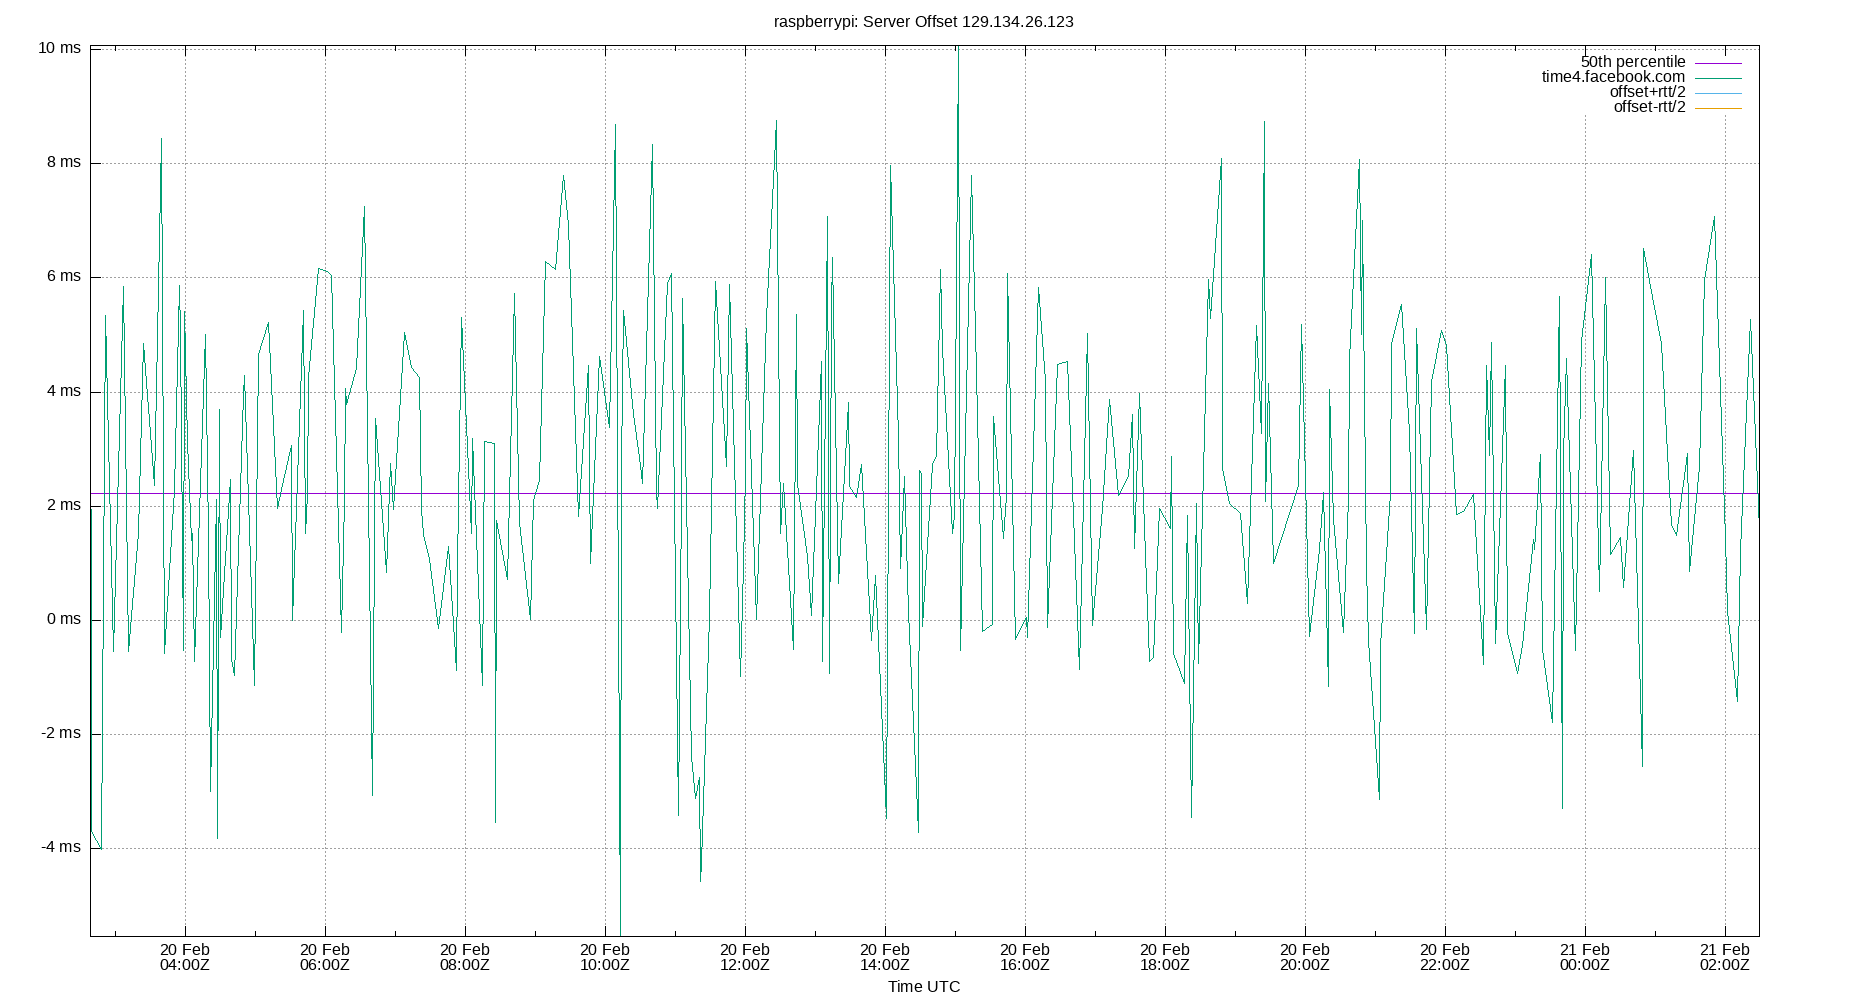 raspberrypi: Server Offset 129.134.26.123
10 ms
8 ms
6 ms
4 ms
2 ms
0 ms
-2 ms
-4 ms
50th percentile
time4.facebook.com
offset+rtt/2
offset-rtt/2
20 Feb 20 Feb 20 Feb 20 Feb 20 Feb 20 Feb 20 Feb 20 Feb 20 Feb 20 Feb 21 Feb 21 Feb
04:00Z 06:00Z 08:00Z 10:00Z 12:00Z 14:00Z 16:00Z 18:00Z 20:00Z 22:00Z 00:00Z 02:00Z
Time UTC